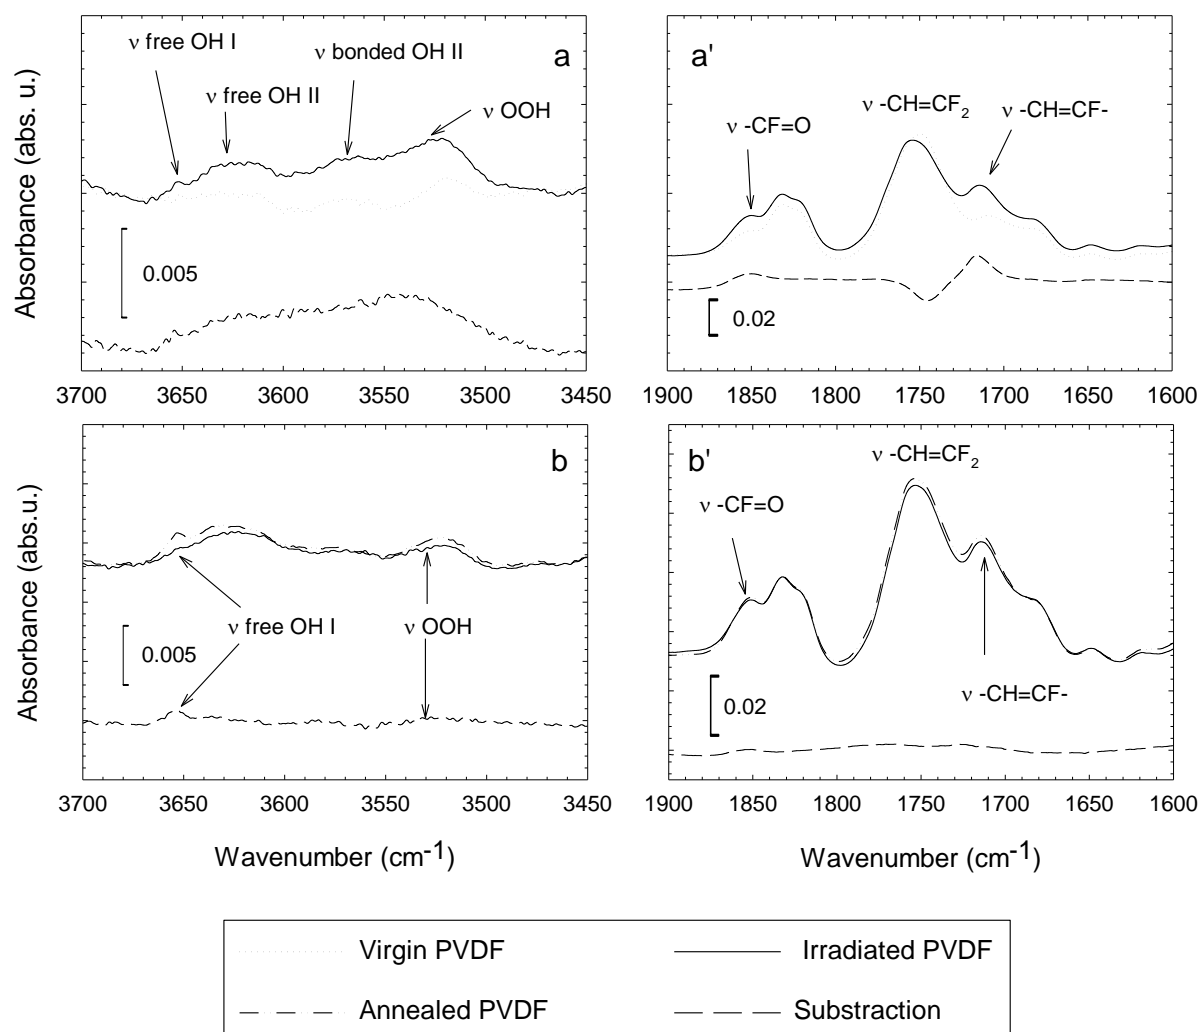 a
ν free OH I
ν bonded OH II
ν free OH II
ν OOH
Absorbance (abs. u.)
0.005
3700 3650 3600 3550 3500 3450
a'
ν -CH=CF2
ν -CH=CF-
ν -CF=O
0.02
1900 1850 1800 1750 1700 1650 1600
b
Absorbance (abs.u.)
ν free OH I
ν OOH
0.005
3700 3650 3600 3550 3500 3450
Wavenumber (cm-1)
b'
ν -CH=CF2
ν -CF=O
ν -CH=CF-
0.02
1900 1850 1800 1750 1700 1650 1600
Wavenumber (cm-1)
Virgin PVDF
Irradiated PVDF
Annealed PVDF
Substraction